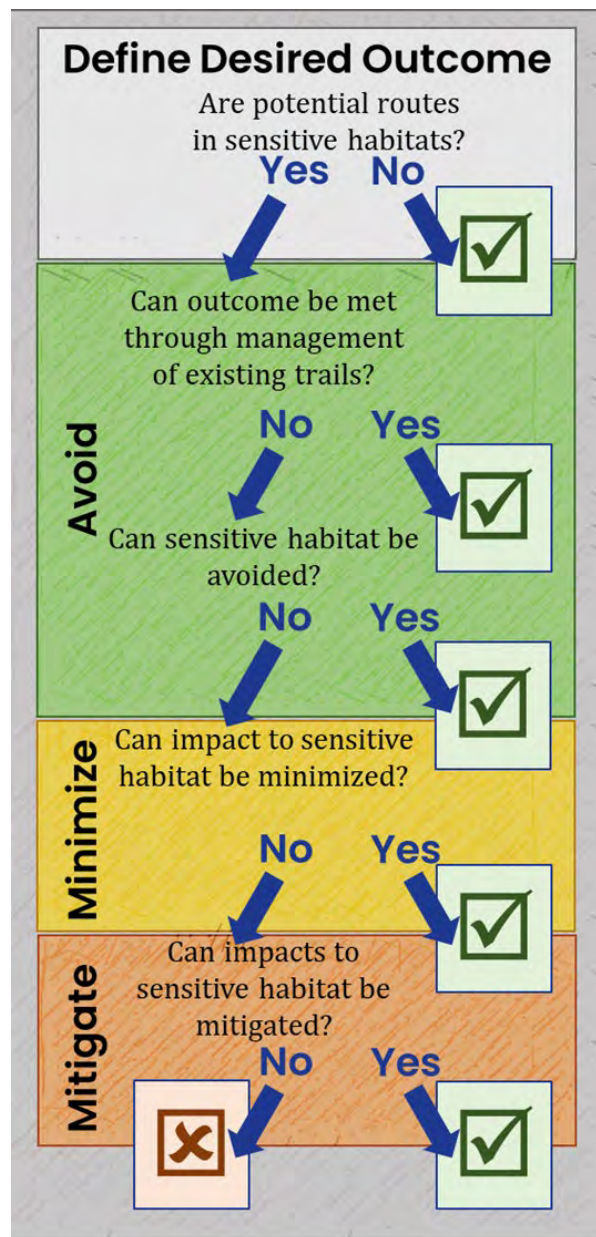 Define Desired Outcome
Are potential routes
in sensitive habitats?
Yes No
Avoid
Can outcome be met
through management
of existing trails?
No Yes
Can sensitive habitat be
avoided?
No Yes
Minimize
Can impact to sensitive
habitat be minimized?
No Yes
Mitigate
Can impacts to
sensitive habitat be
mitigated?
No Yes